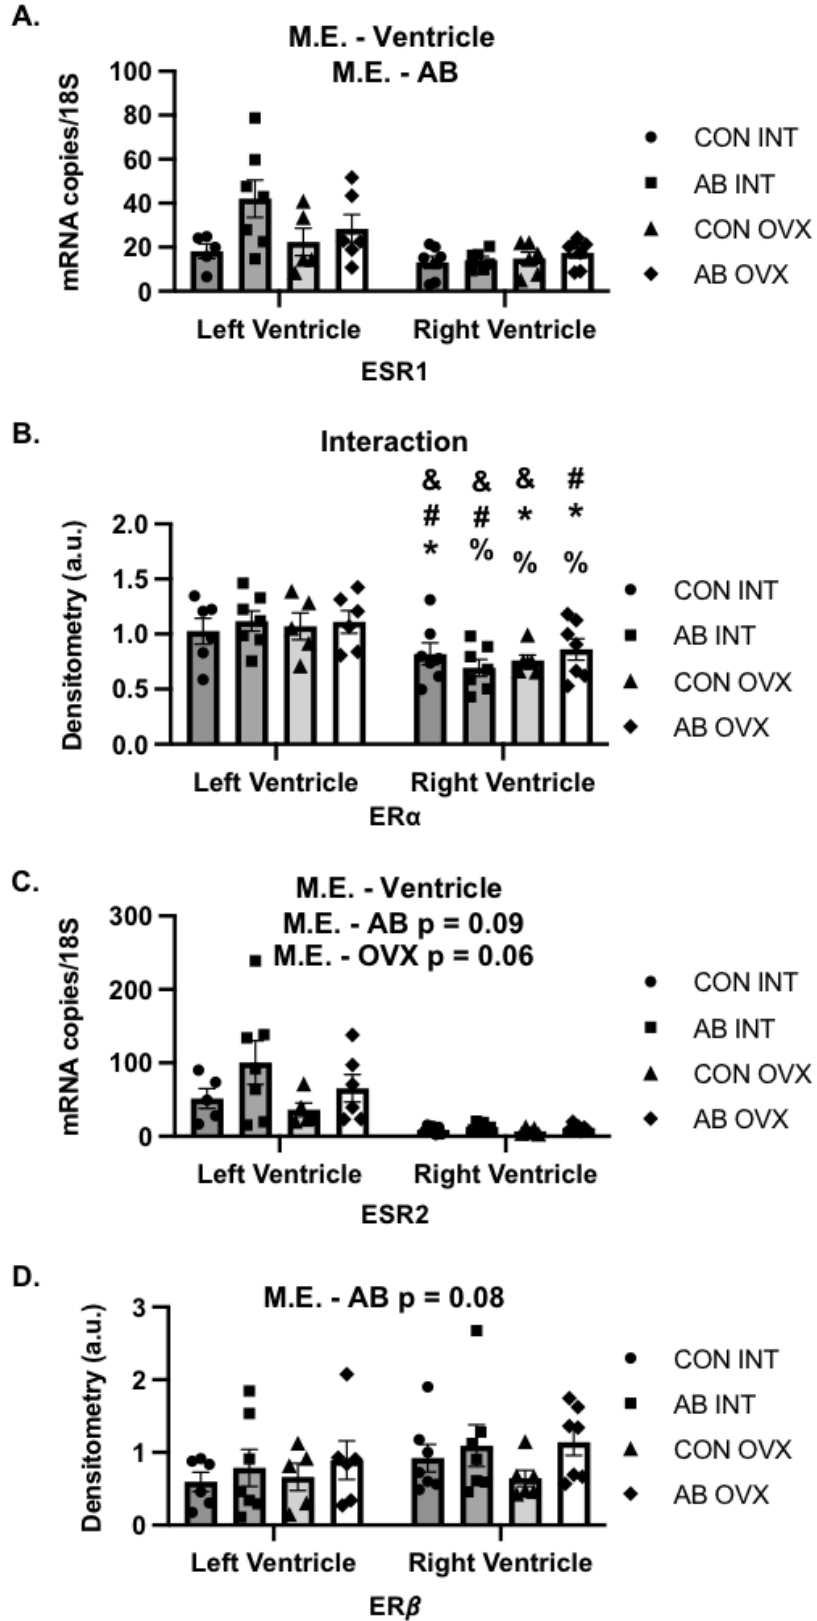 A.
M.E. - Ventricle
M.E. - AB
mRNA copies/18S
100
80
60
40
20
0
Left Ventricle Right Ventricle
ESR1
CON INT
AB INT
CON OVX
AB OVX
B.
Interaction
& & & #
# # * *
* % % %
Densitometry (a.u.)
2.0
1.5
1.0
0.5
0.0
Left Ventricle Right Ventricle
ERα
CON INT
AB INT
CON OVX
AB OVX
C.
M.E. - Ventricle
M.E. - AB p = 0.09
M.E. - OVX p = 0.06
mRNA copies/18S
300
200
100
0
Left Ventricle Right Ventricle
ESR2
CON INT
AB INT
CON OVX
AB OVX
D.
M.E. - AB p = 0.08
Densitometry (a.u.)
3
2
1
0
Left Ventricle Right Ventricle
ERβ
CON INT
AB INT
CON OVX
AB OVX